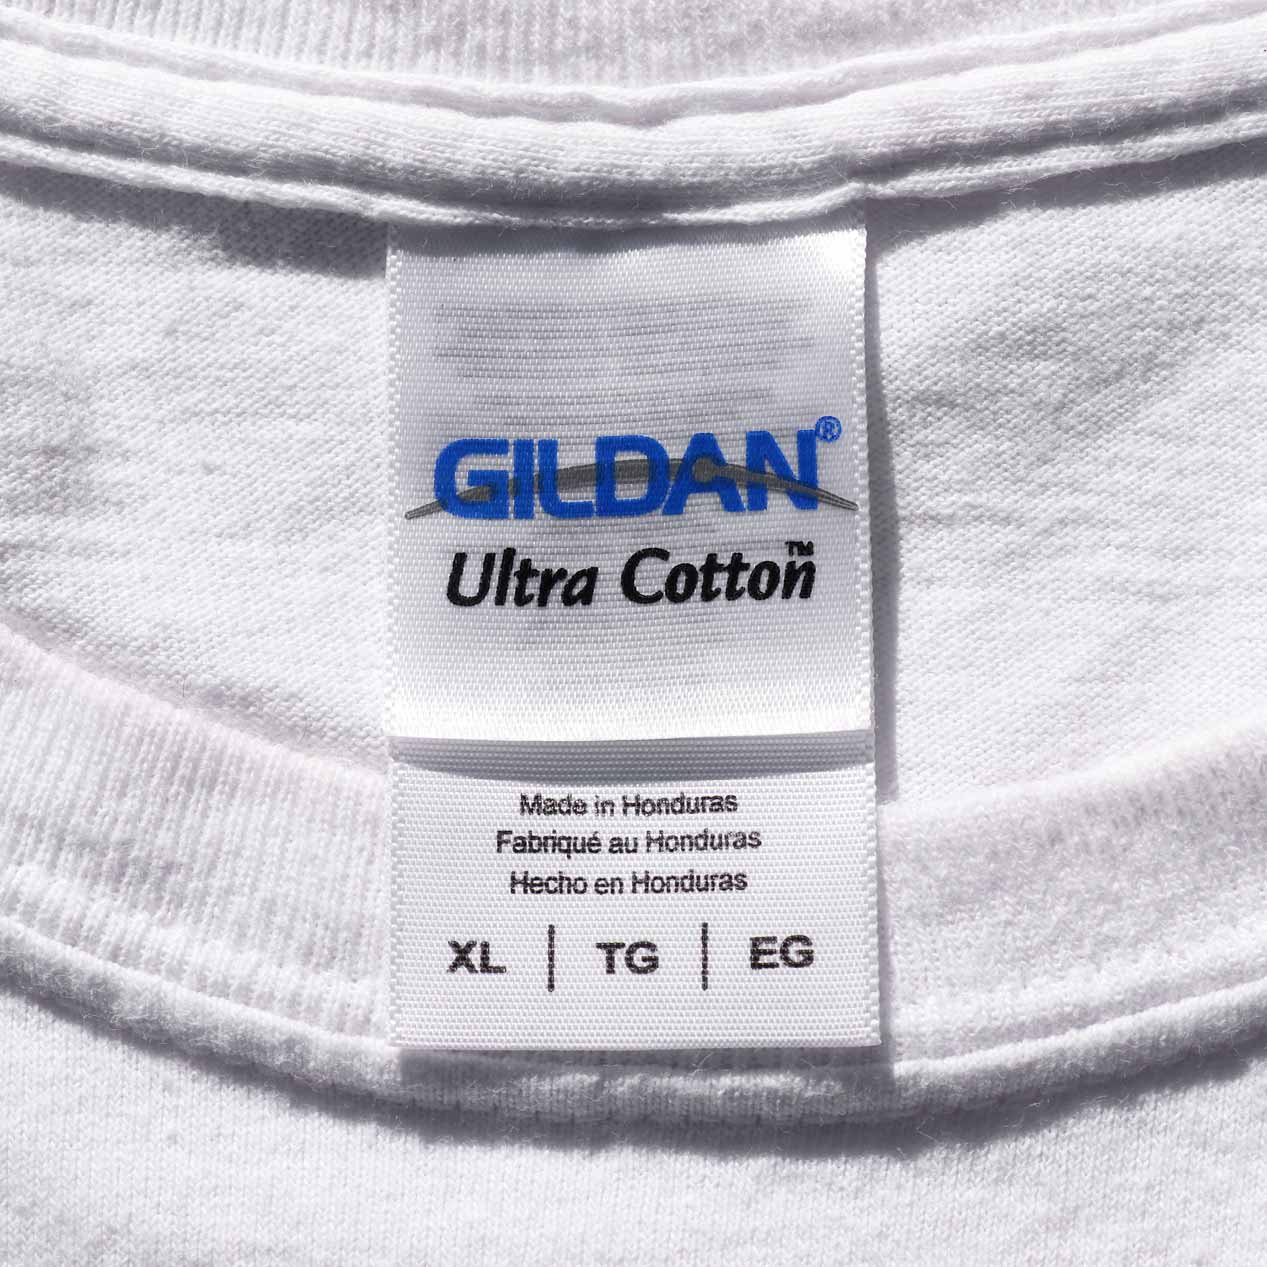 GILDAN®
Ultra Cotton™
Made in Honduras
Fabriqué au Honduras
Hecho en Honduras
XL | TG | EG